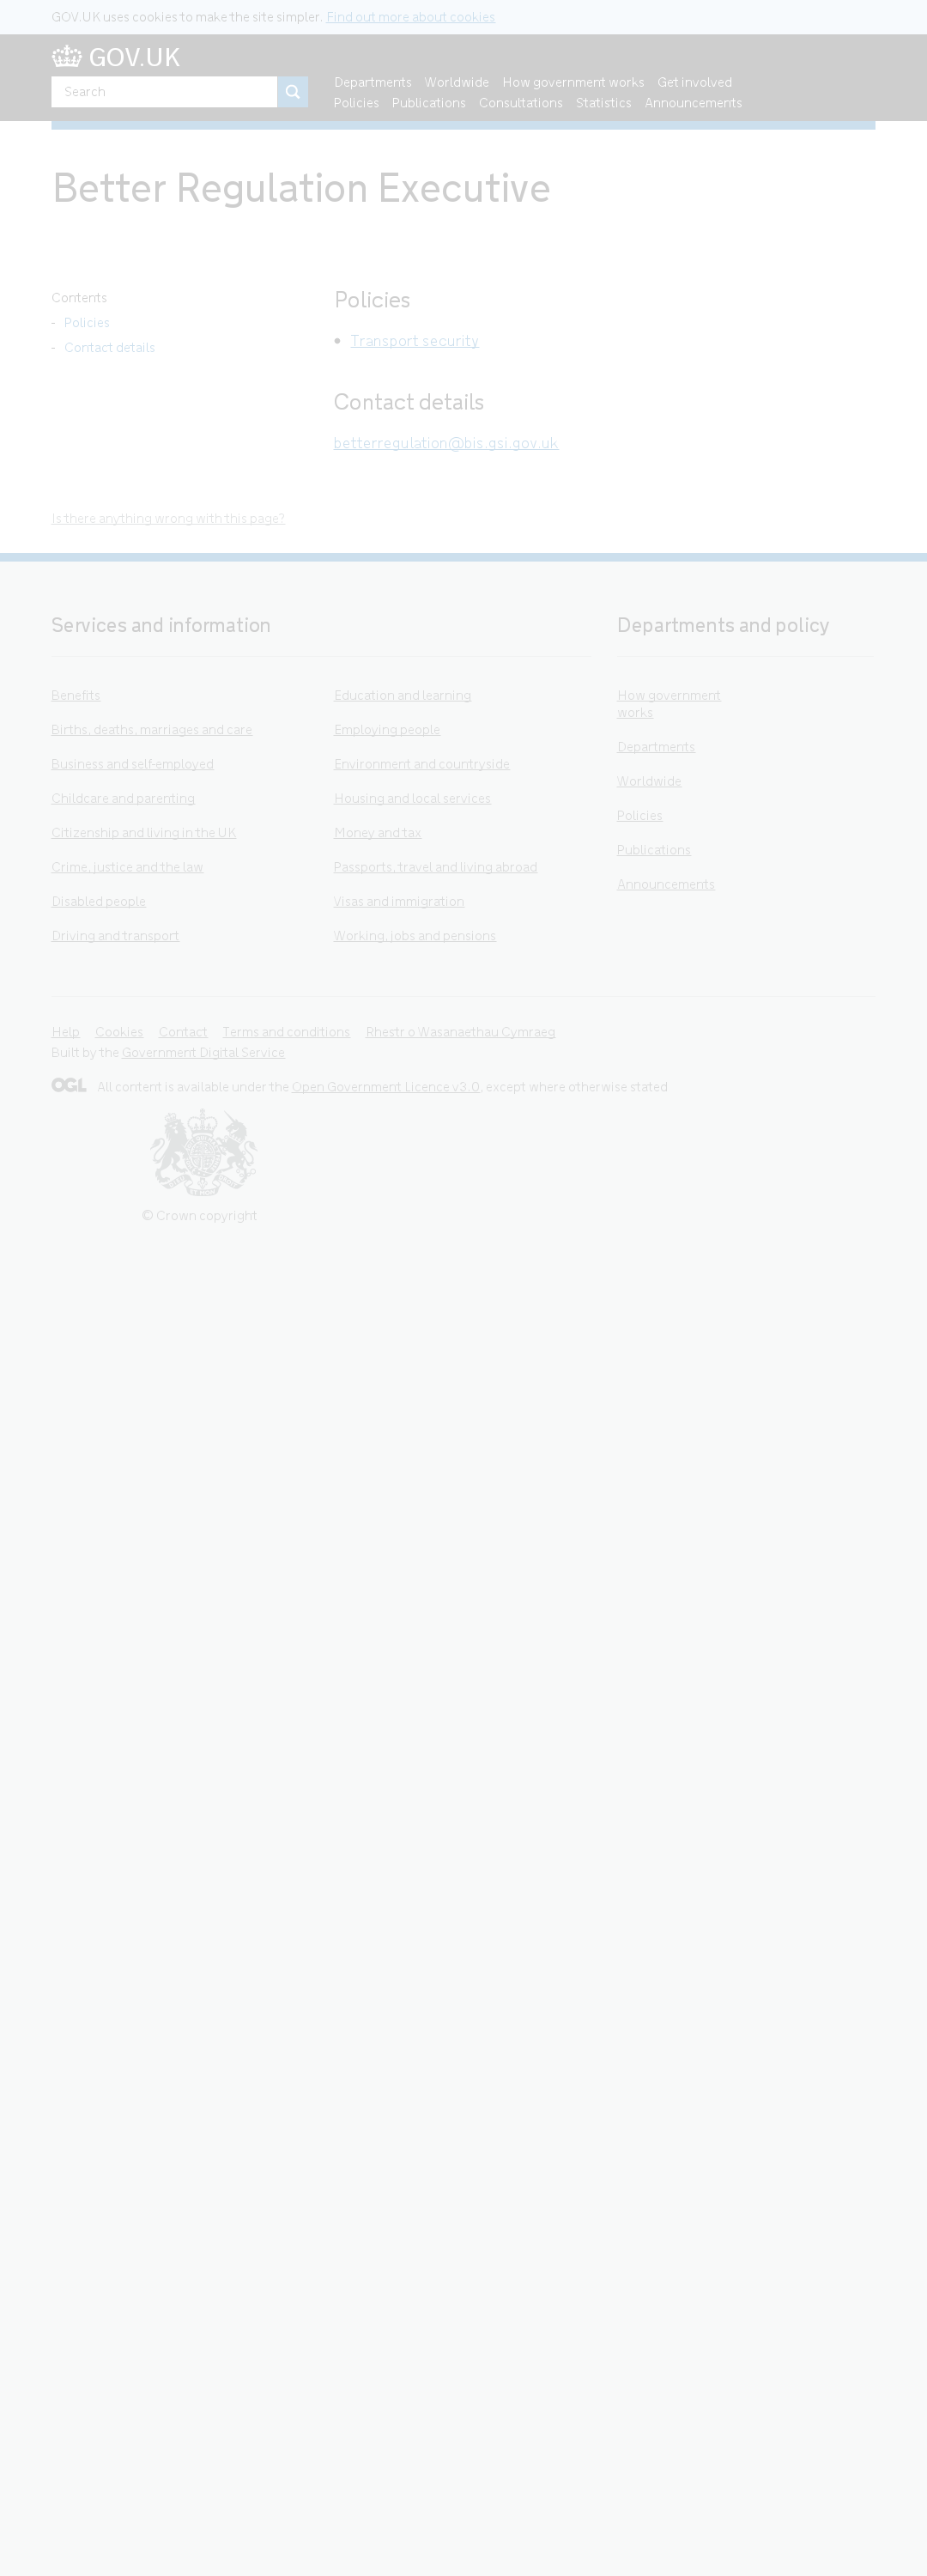 GOV.UK uses cookies to make the site simpler. Find out more about cookies
GOV.UK
Search
Departments Worldwide How government works Get involved
Policies Publications Consultations Statistics Announcements
Better Regulation Executive
Contents
- Policies
- Contact details
Policies
• Transport security
Contact details
betterregulation@bis.gsi.gov.uk
Is there anything wrong with this page?
Services and information
Benefits
Births, deaths, marriages and care
Business and self-employed
Childcare and parenting
Citizenship and living in the UK
Crime, justice and the law
Disabled people
Driving and transport
Education and learning
Employing people
Environment and countryside
Housing and local services
Money and tax
Passports, travel and living abroad
Visas and immigration
Working, jobs and pensions
Departments and policy
How government
works
Departments
Worldwide
Policies
Publications
Announcements
Help Cookies Contact Terms and conditions Rhestr o Wasanaethau Cymraeg
Built by the Government Digital Service
OGL All content is available under the Open Government Licence v3.0, except where otherwise stated
© Crown copyright